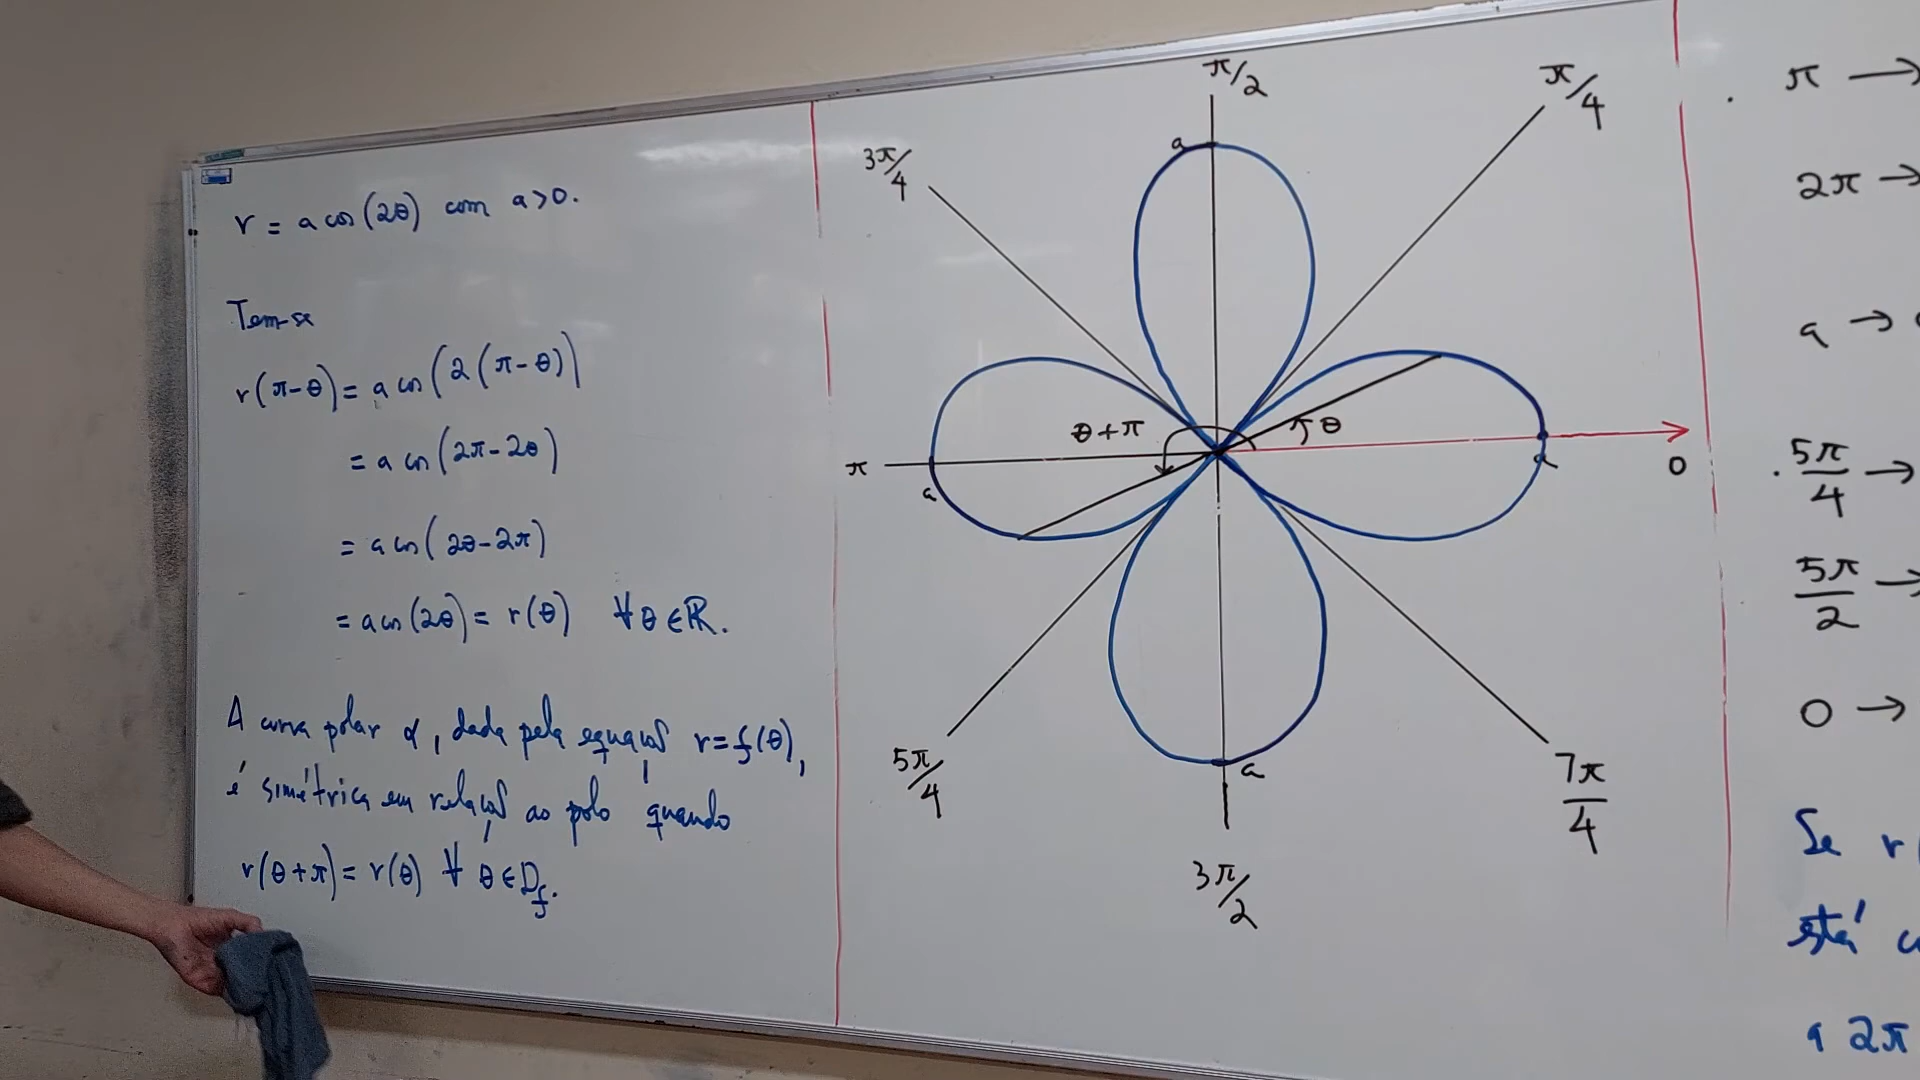 r = a cos(2θ) com a>0.
Tem-se
r(π-θ) = a cos(2(π-θ))
= a cos(2π-2θ)
= a cos(2θ-2π)
= a cos(2θ) = r(θ) ∀ θ ∈ ℝ.
A curva polar α, dada pela equação r=f(θ),
é simétrica em relação ao polo quando
r(θ+π) = r(θ) ∀ θ ∈ D_f.
π/2
π/4
3π/4
a
θ+π
θ
π
a
a
0
5π/4
a
7π/4
3π/2
π →
2π →
a →
5π/4 →
5π/2 →
0 →
Se r(
está
a 2π